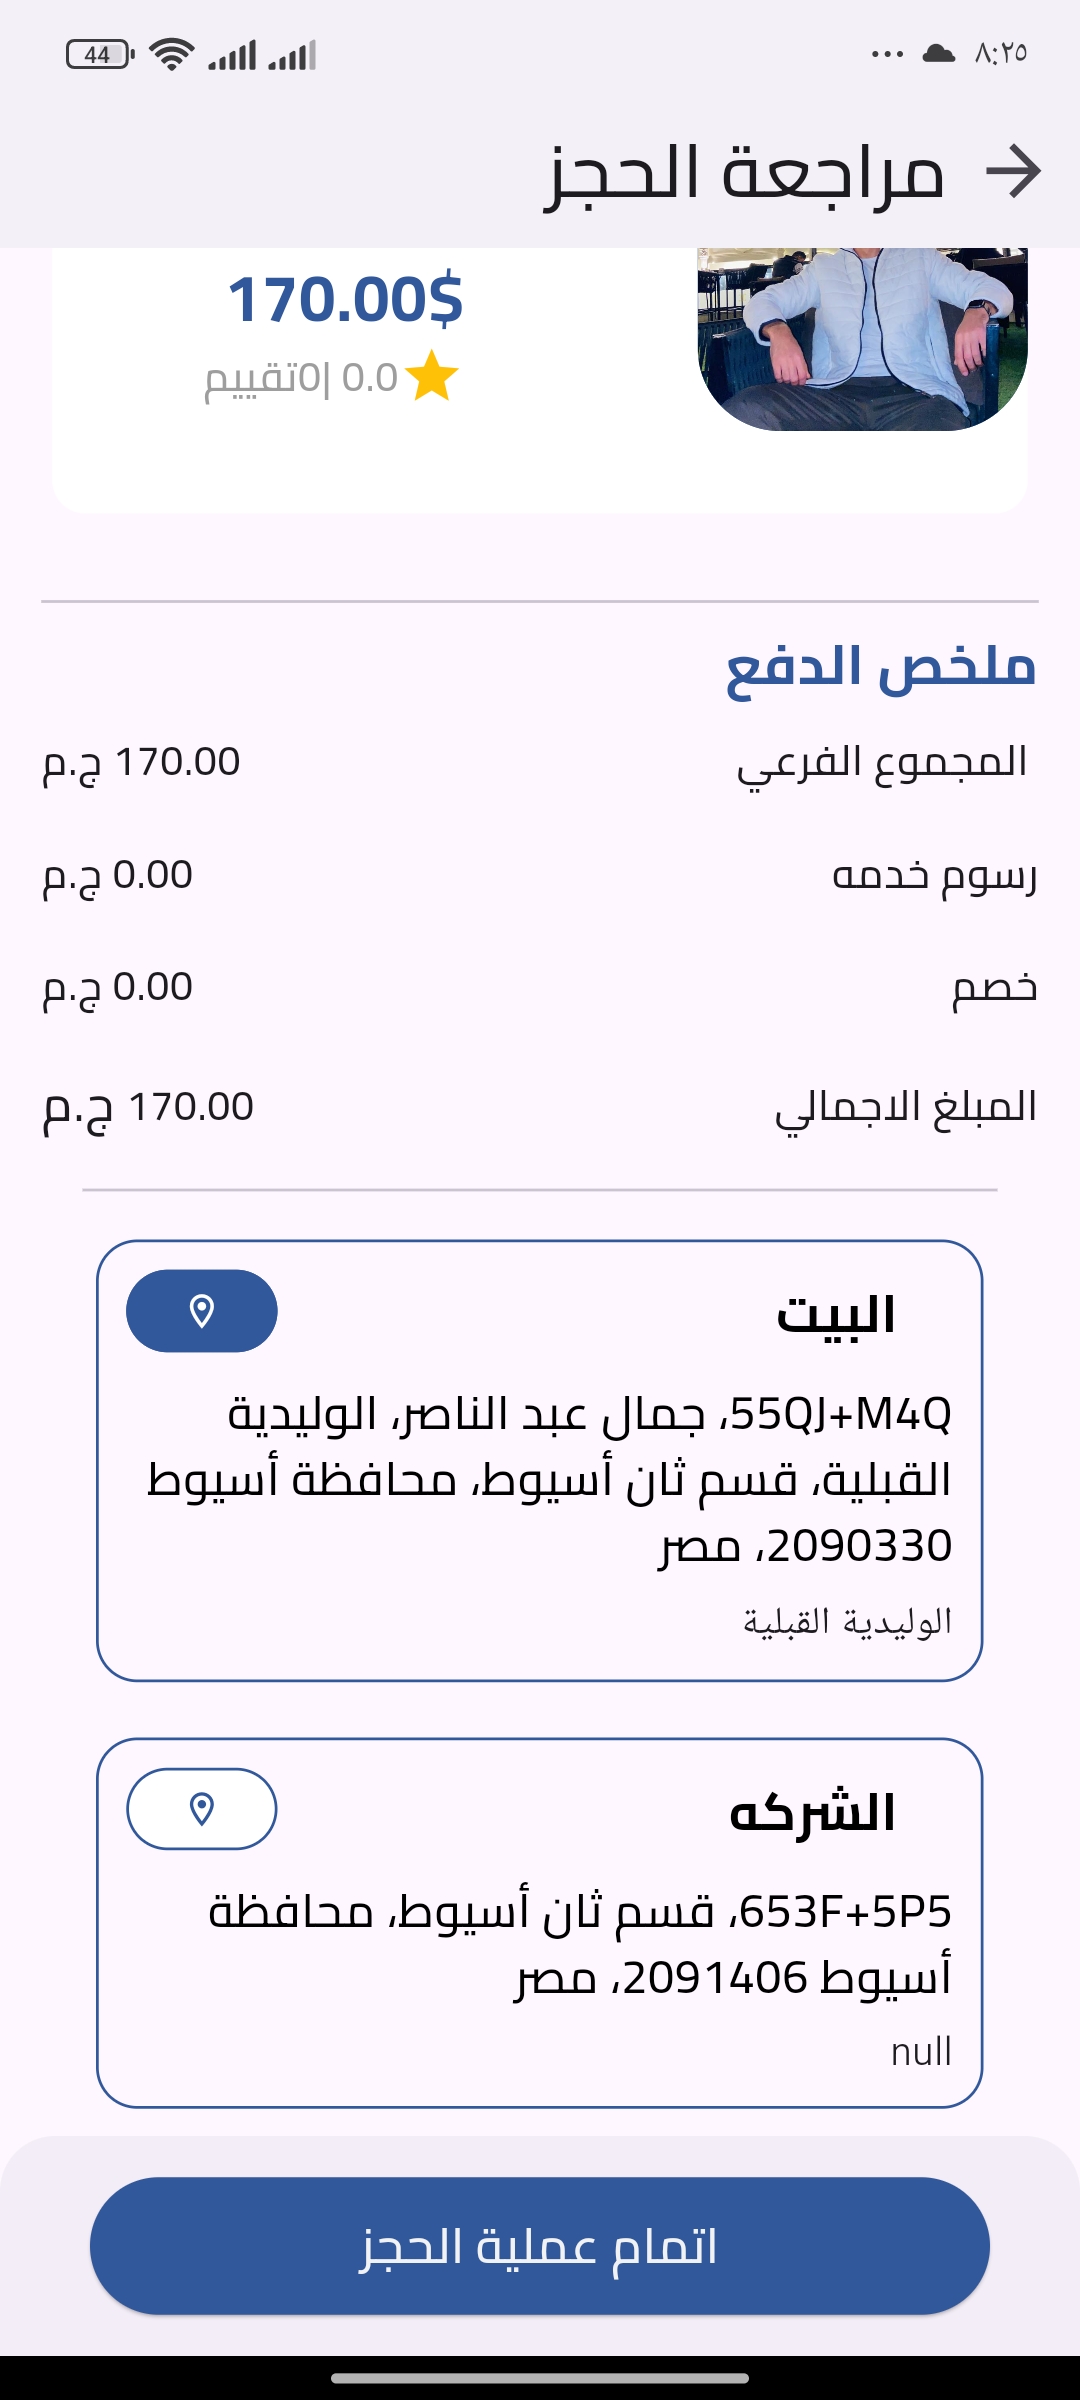 44
٨:٢٥
مراجعة الحجز
170.00$
0.0 |0تقييم
ملخص الدفع
المجموع الفرعي
170.00 ج.م
رسوم خدمه
0.00 ج.م
خصم
0.00 ج.م
المبلغ الاجمالي
170.00 ج.م
البيت
55QJ+M4Q، جمال عبد الناصر، الوليدية
القبلية، قسم ثان أسيوط، محافظة أسيوط
2090330، مصر
الوليدية القبلية
الشركه
653F+5P5، قسم ثان أسيوط، محافظة
أسيوط 2091406، مصر
null
اتمام عملية الحجز